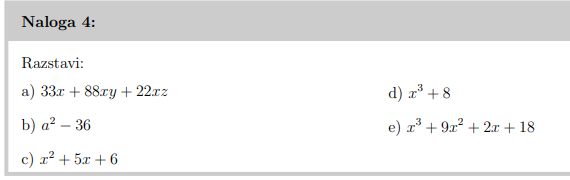 Naloga 4:
Razstavi:
a) 33x + 88xy + 22xz
b) a² − 36
c) x² + 5x + 6
d) x³ + 8
e) x³ + 9x² + 2x + 18